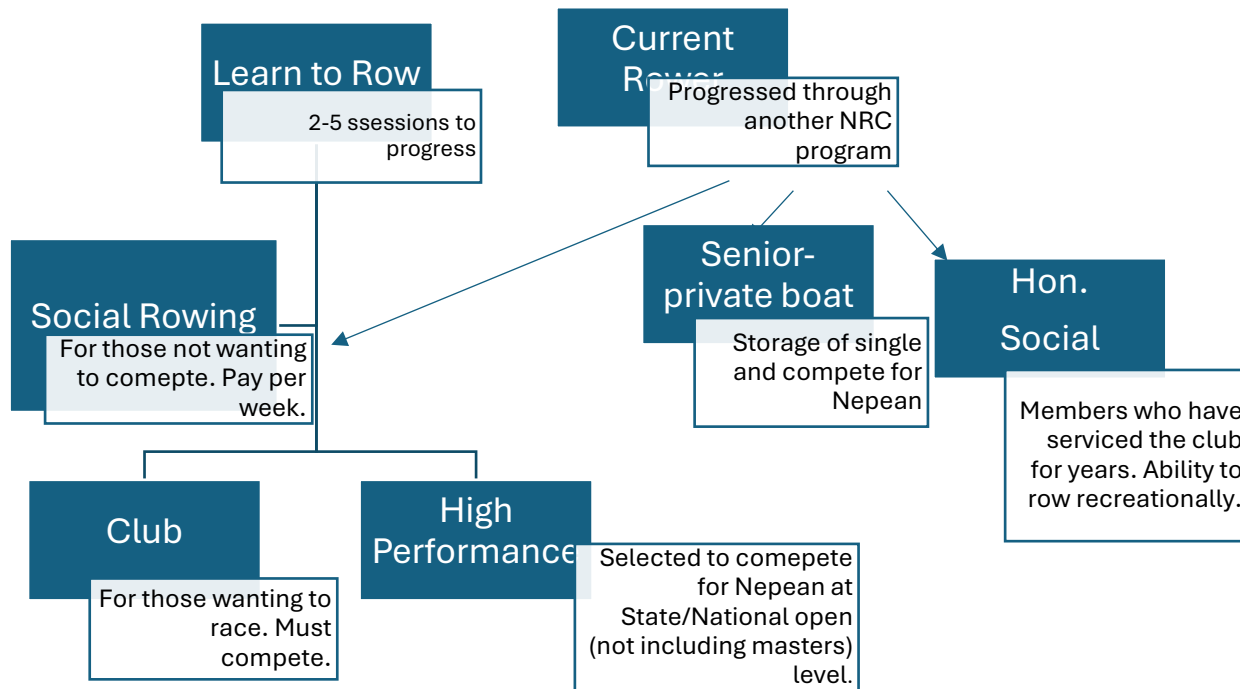 Learn to Row
2-5 ssessions to
progress
Current
Rower
Progressed through
another NRC
program
Social Rowing
For those not wanting
to comepte. Pay per
week.
Senior-
private boat
Storage of single
and compete for
Nepean
Hon.
Social
Members who have
serviced the club
for years. Ability to
row recreationally.
Club
For those wanting to
race. Must
compete.
High
Performance
Selected to comepete
for Nepean at
State/National open
(not including masters)
level.